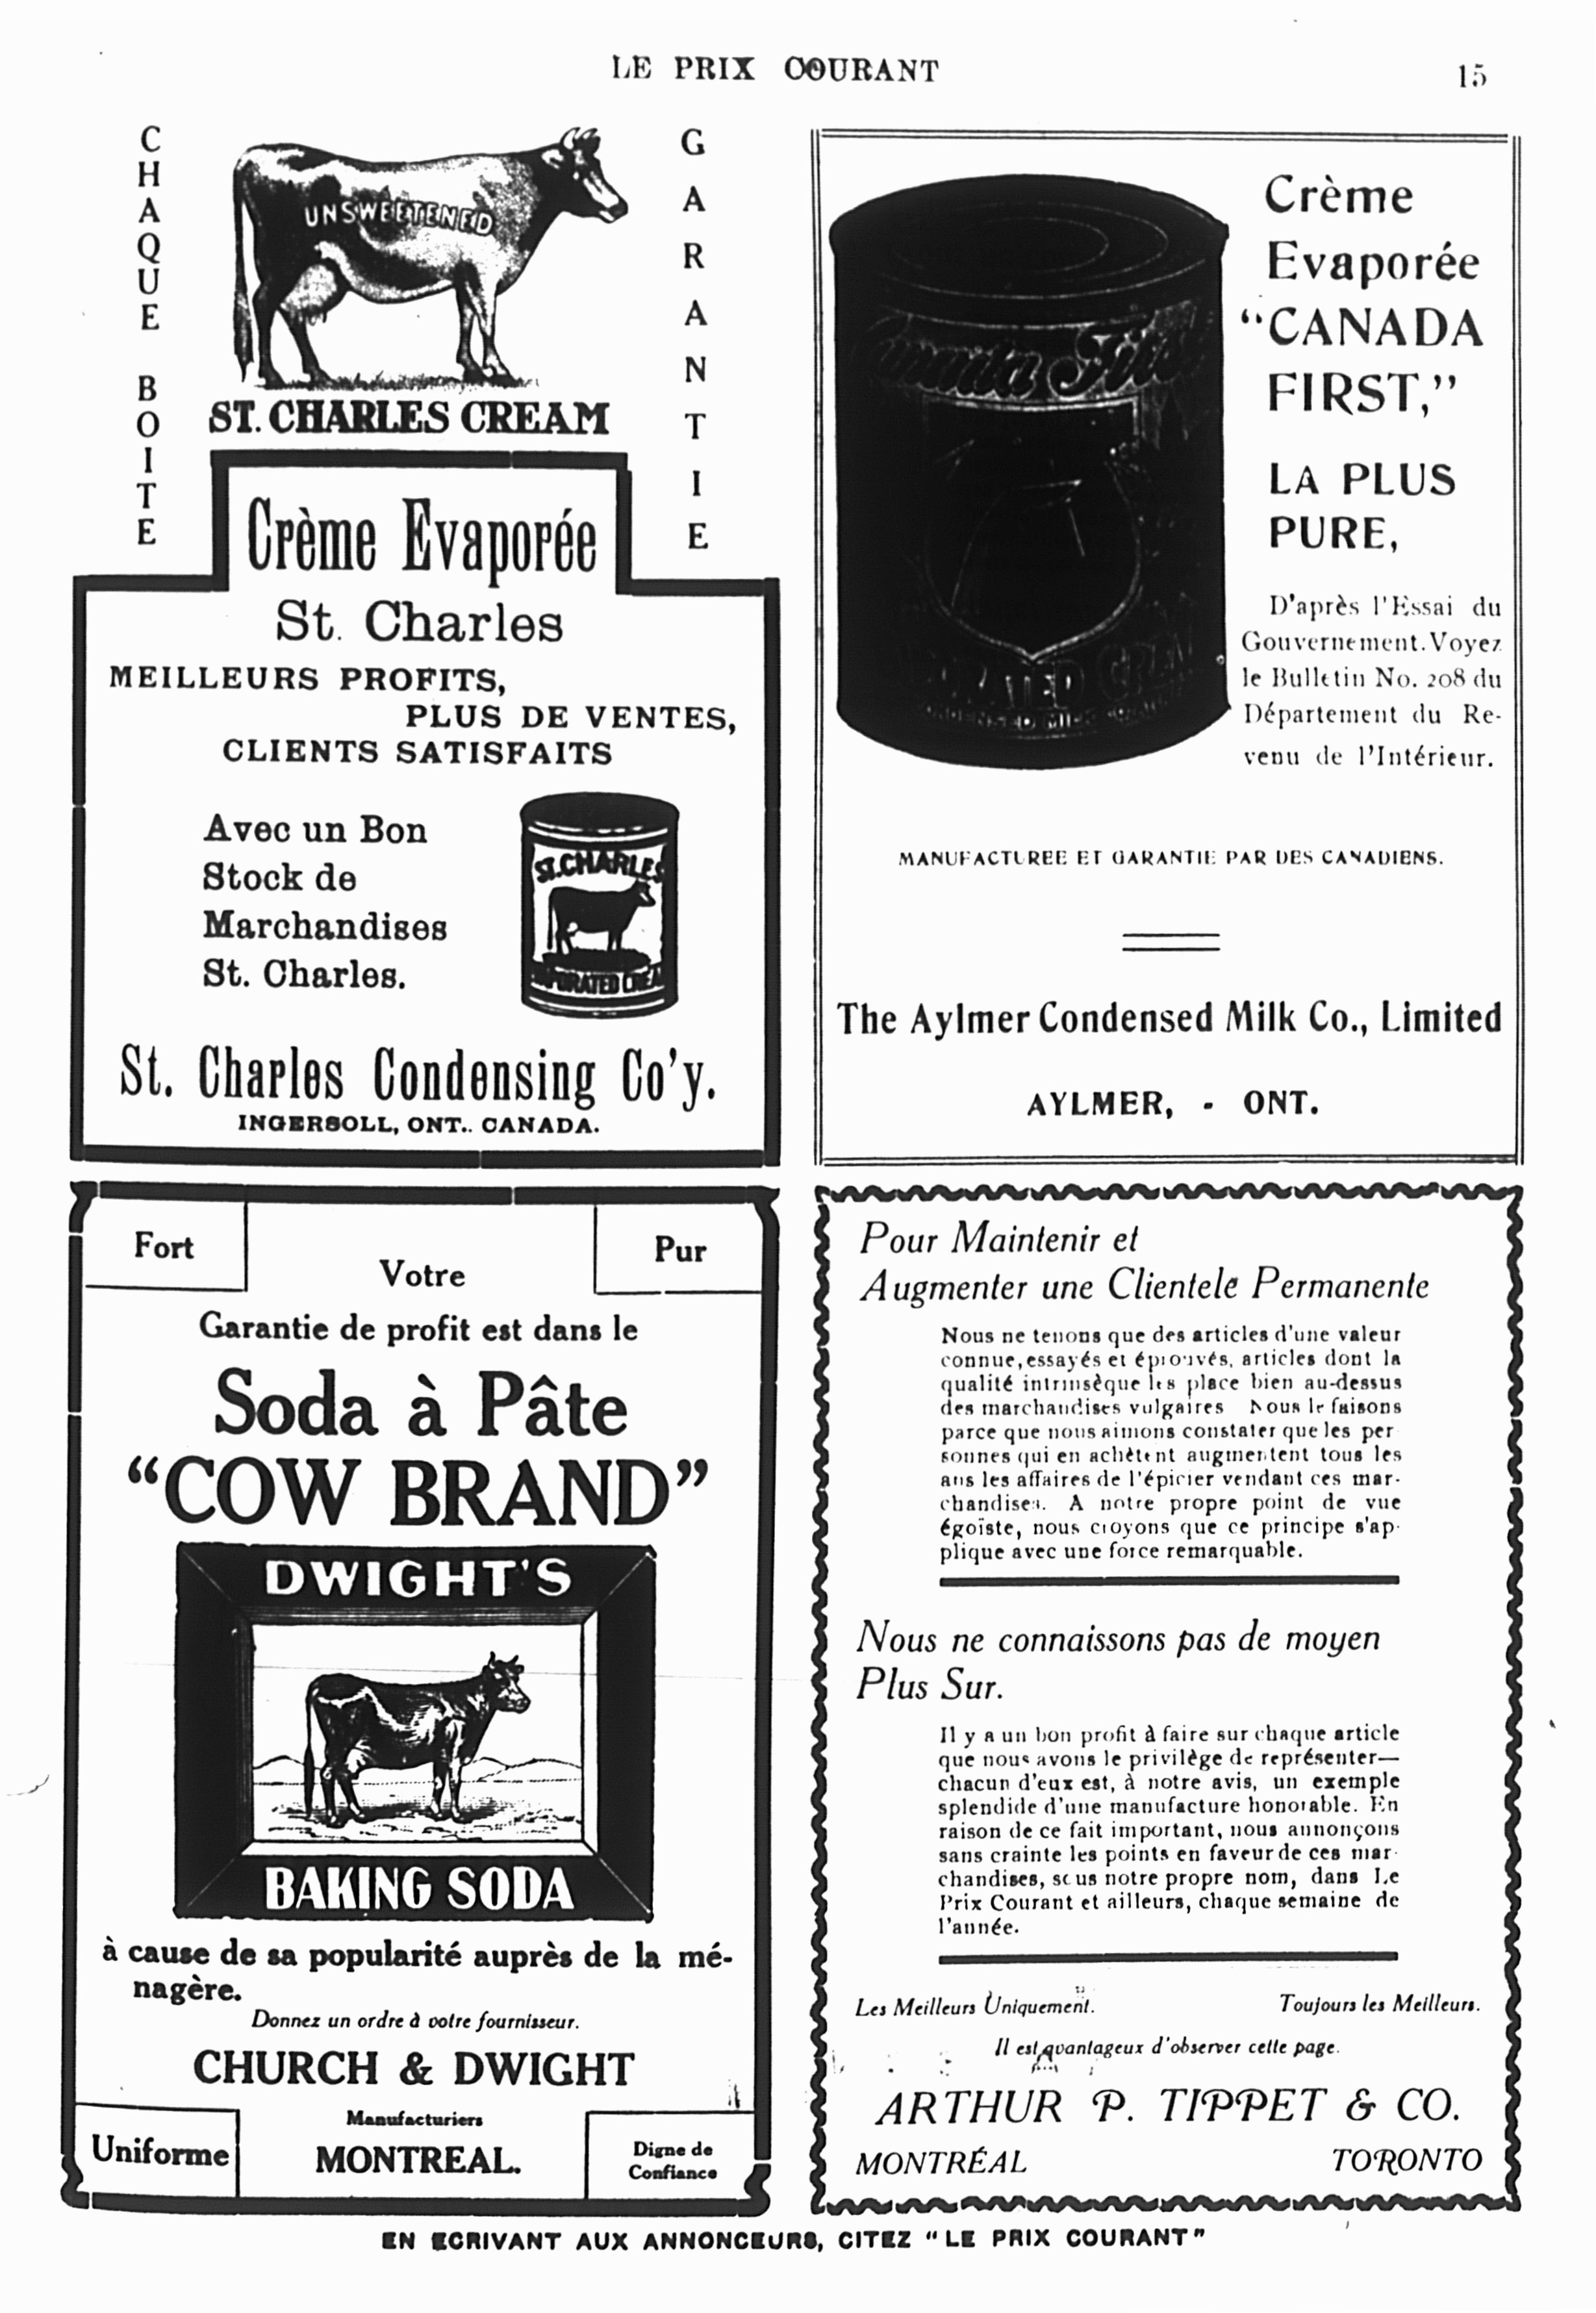 LE PRIX COURANT
15
CHAQUE BOITE
GARANTIE
UNSWEETENED
ST. CHARLES CREAM
Crème Evaporée
St. Charles
MEILLEURS PROFITS,
PLUS DE VENTES,
CLIENTS SATISFAITS
Avec un Bon
Stock de
Marchandises
St. Charles.
ST. CHARLES
EVAPORATED CREAM
St. Charles Condensing Co'y.
INGERSOLL, ONT.. CANADA.
Crème
Evaporée
"CANADA
FIRST,"
LA PLUS
PURE,
D'après l'Essai du
Gouvernement. Voyez
le Bulletin No. 208 du
Département du Re-
venu de l'Intérieur.
Canada First
EVAPORATED CREAM
MANUFACTUREE ET GARANTIE PAR DES CANADIENS.
The Aylmer Condensed Milk Co., Limited
AYLMER, - ONT.
Fort
Pur
Votre
Garantie de profit est dans le
Soda à Pâte
"COW BRAND"
DWIGHT'S
BAKING SODA
à cause de sa popularité auprès de la mé-
nagère.
Donnez un ordre à votre fournisseur.
CHURCH & DWIGHT
Manufacturiers
MONTREAL.
Uniforme
Digne de
Confiance
Pour Maintenir et
Augmenter une Clientele Permanente
Nous ne tenons que des articles d'une valeur
connue, essayés et éprouvés, articles dont la
qualité intrinsèque les place bien au-dessus
des marchandises vulgaires Nous le faisons
parce que nous aimons constater que les per
sonnes qui en achètent augmentent tous les
ans les affaires de l'épicier vendant ces mar-
chandises. A notre propre point de vue
égoïste, nous croyons que ce principe s'ap-
plique avec une force remarquable.
Nous ne connaissons pas de moyen
Plus Sur.
Il y a un bon profit à faire sur chaque article
que nous avons le privilège de représenter—
chacun d'eux est, à notre avis, un exemple
splendide d'une manufacture honorable. En
raison de ce fait important, nous annonçons
sans crainte les points en faveur de ces mar-
chandises, sous notre propre nom, dans Le
Prix Courant et ailleurs, chaque semaine de
l'année.
Les Meilleurs Uniquement.
Toujours les Meilleurs.
Il est avantageux d'observer cette page.
ARTHUR P. TIPPET & CO.
MONTRÉAL
TORONTO
EN ECRIVANT AUX ANNONCEURS, CITEZ "LE PRIX COURANT"